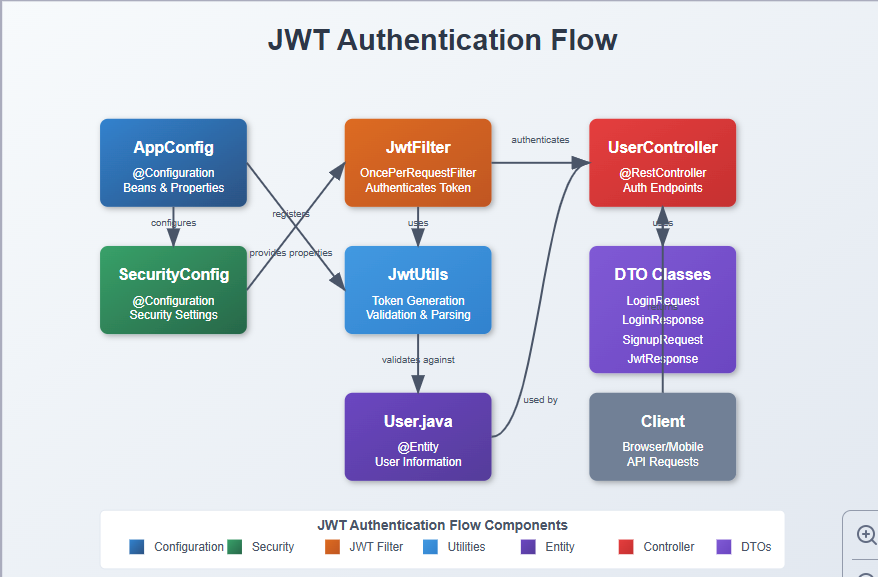 JWT Authentication Flow
AppConfig
@Configuration
Beans & Properties
JwtFilter
OncePerRequestFilter
Authenticates Token
authenticates
UserController
@RestController
Auth Endpoints
configures
registers
uses
uses
provides properties
SecurityConfig
@Configuration
Security Settings
JwtUtils
Token Generation
Validation & Parsing
DTO Classes
LoginRequest
LoginResponse
SignupRequest
JwtResponse
validates against
used by
User.java
@Entity
User Information
Client
Browser/Mobile
API Requests
JWT Authentication Flow Components
Configuration
Security
JWT Filter
Utilities
Entity
Controller
DTOs